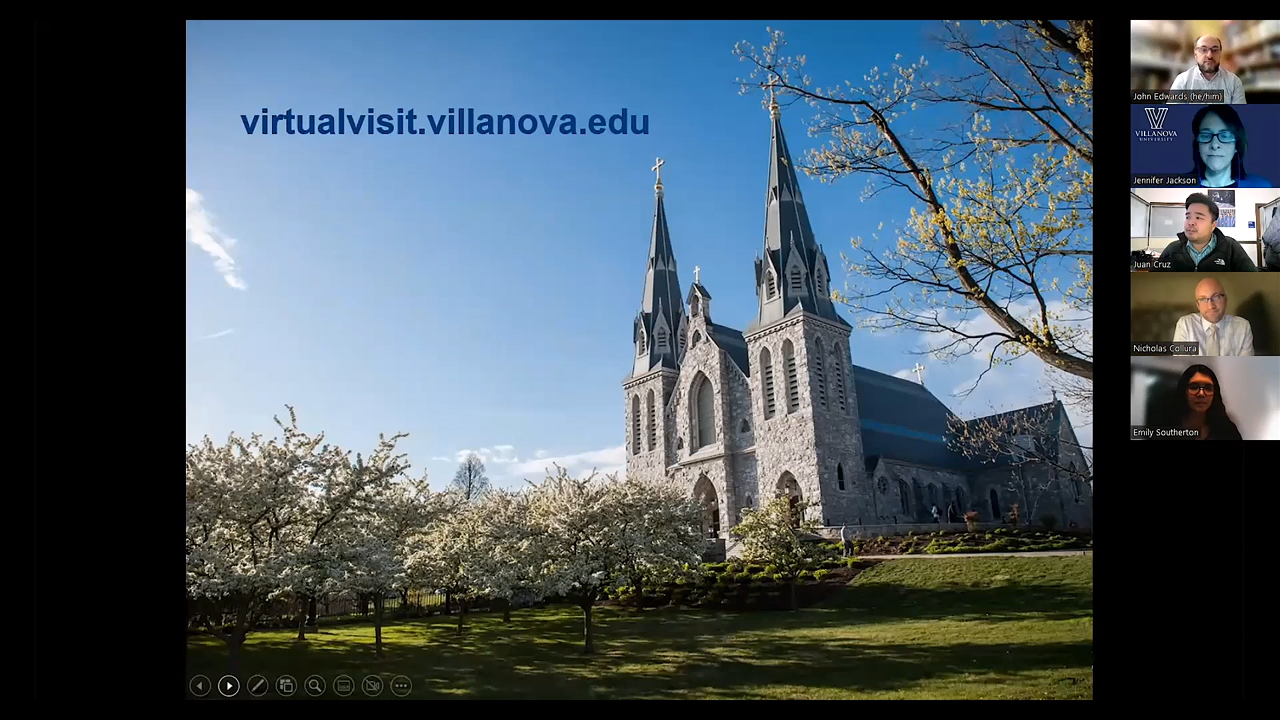 virtualvisit.villanova.edu
John Edwards (he/him)
VILLANOVA
UNIVERSITY
Jennifer Jackson
Juan Cruz
Nicholas Collura
Emily Southerton